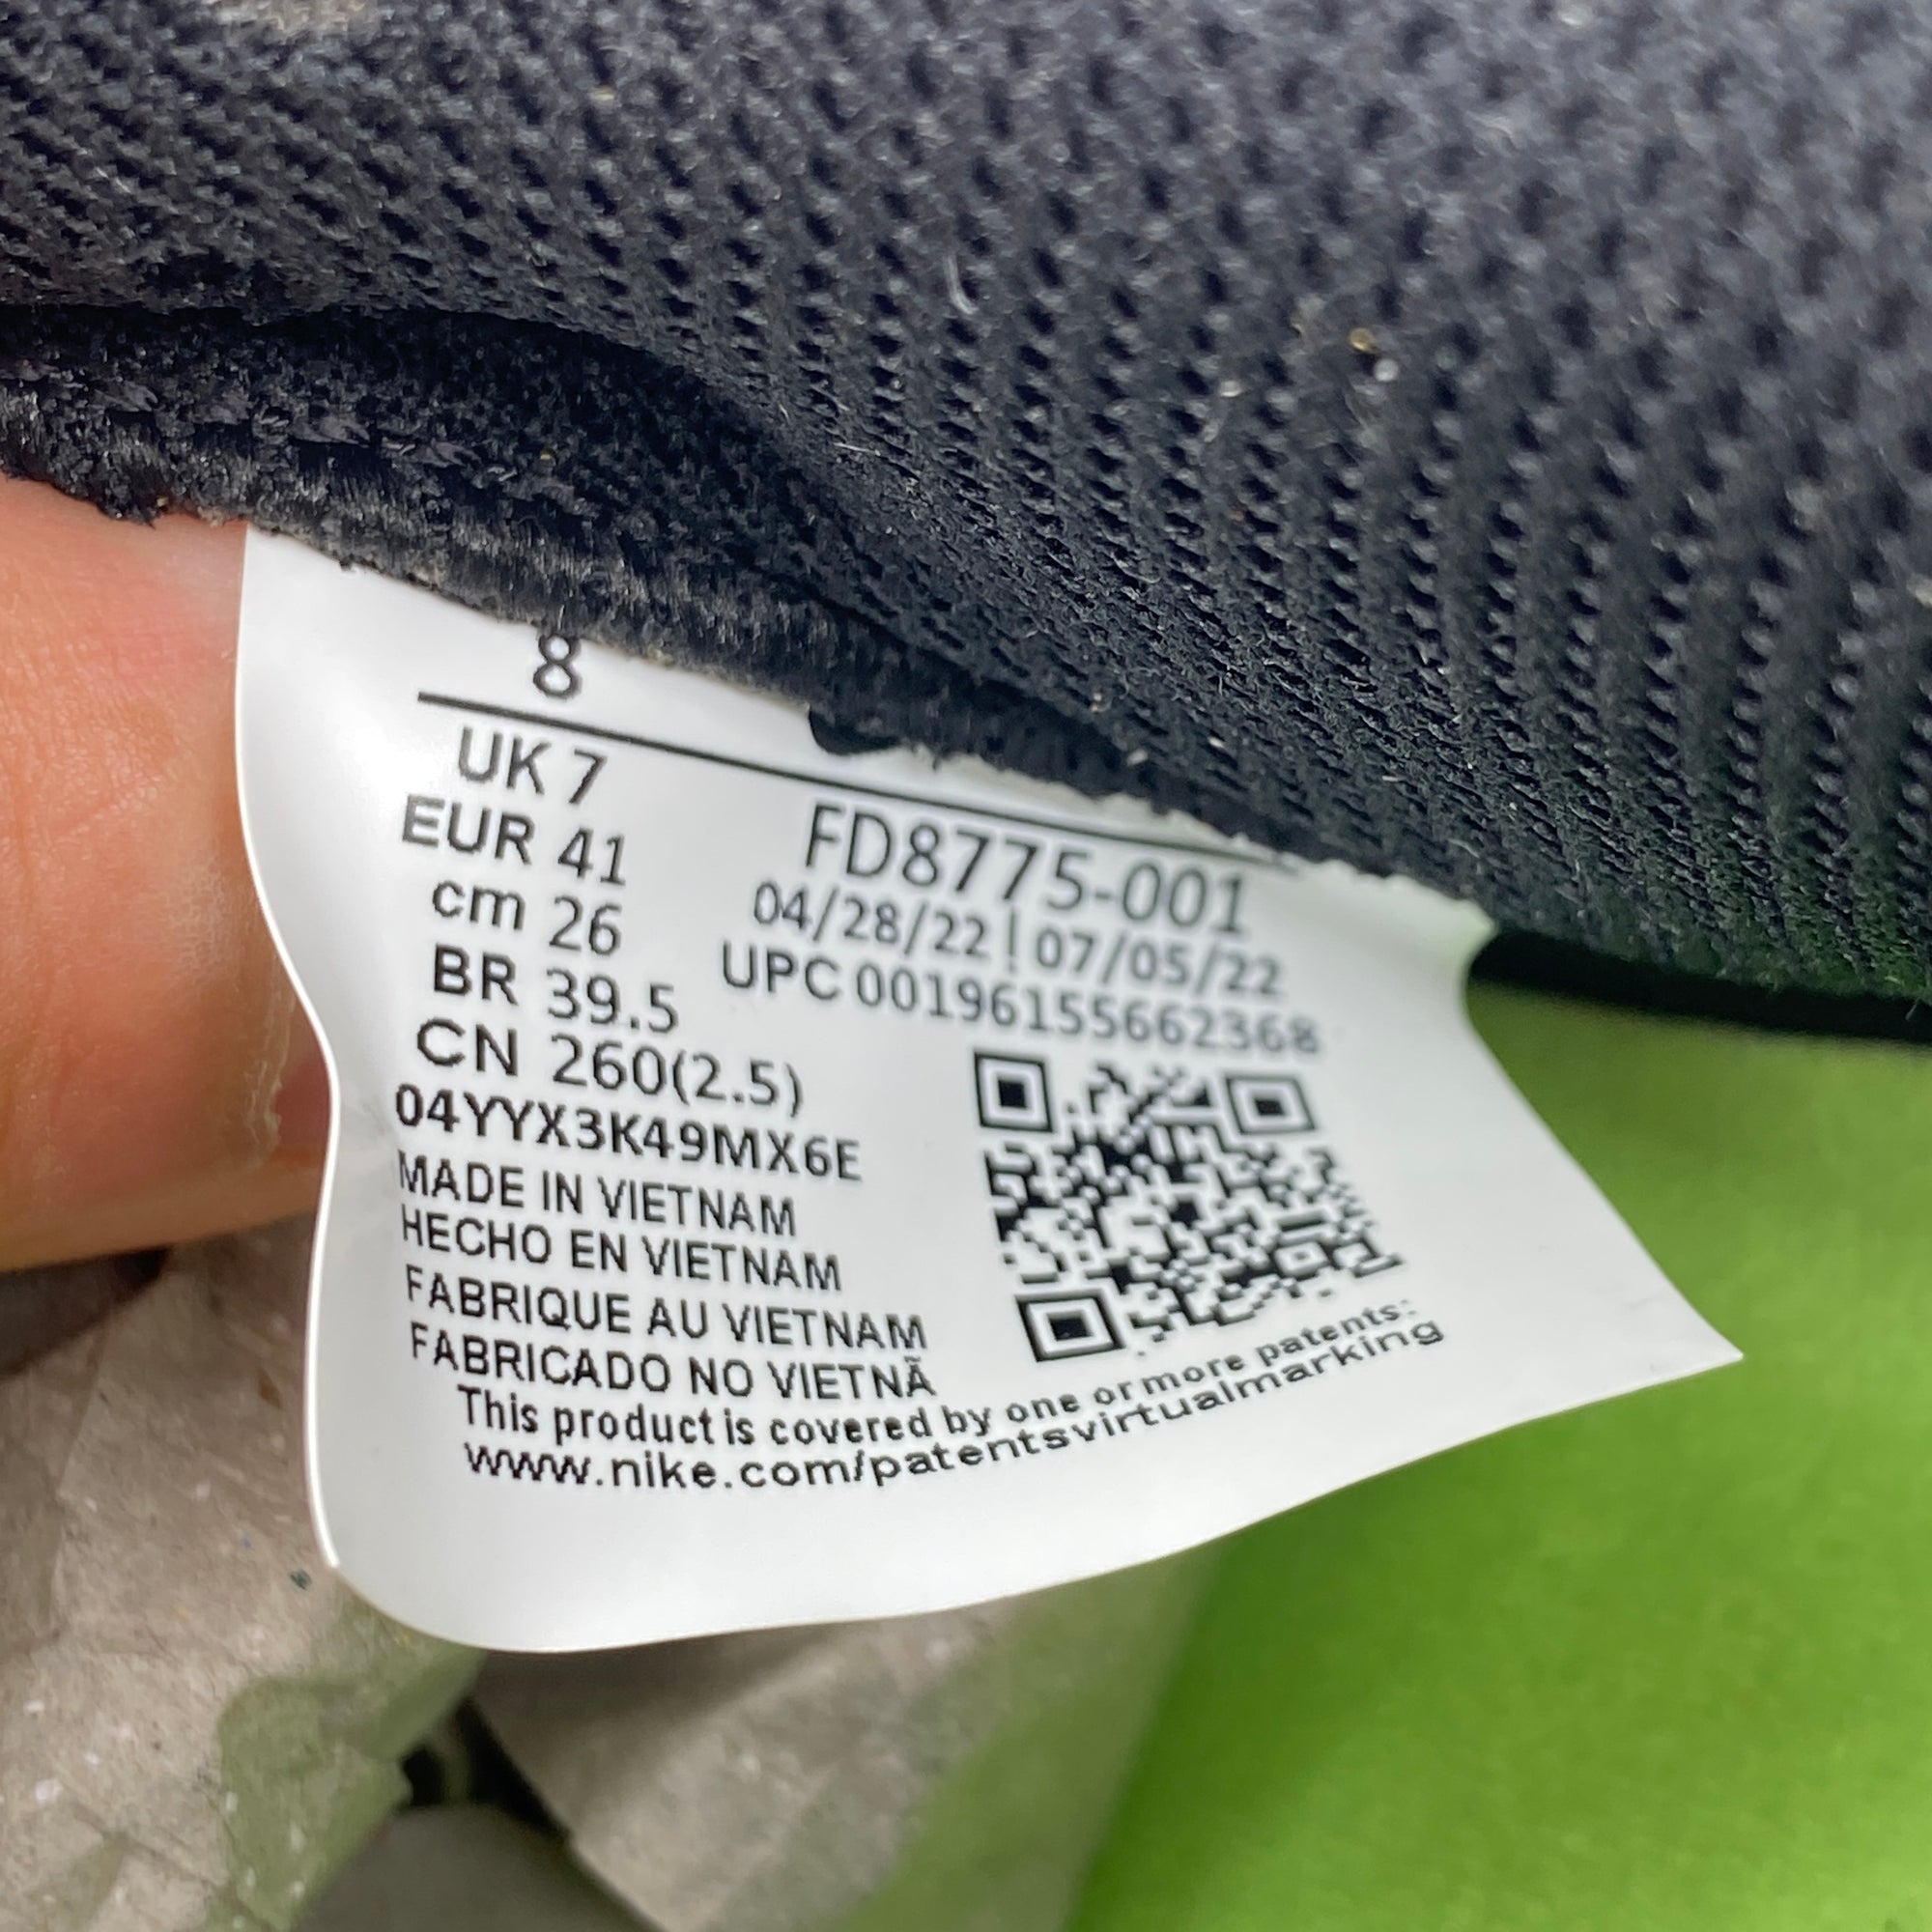 8
UK 7
EUR 41
cm 26
BR 39.5
CN 260(2.5)
FD8775-001
04/28/22 | 07/05/22
UPC 00196155662368
04YYX3K49MX6E
MADE IN VIETNAM
HECHO EN VIETNAM
FABRIQUE AU VIETNAM
FABRICADO NO VIETNÃ
This product is covered by one or more patents:
www.nike.com/patentsvirtualmarking